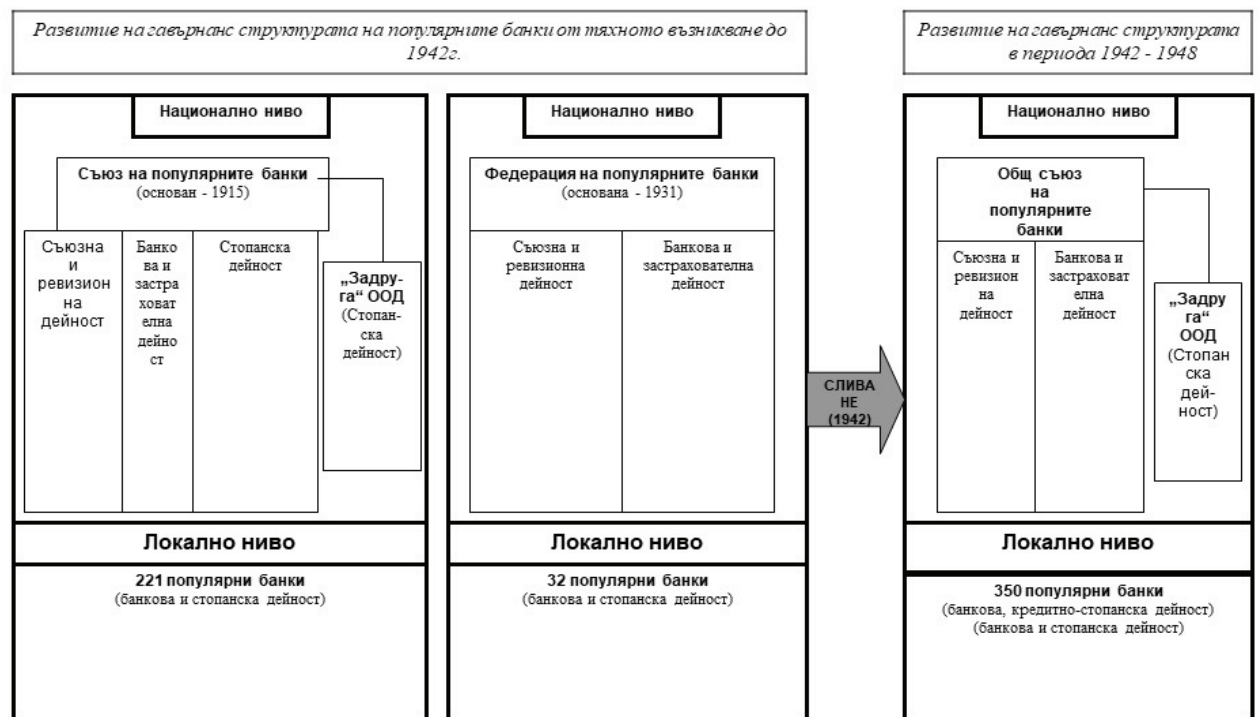 Развитие на гавърнанс структурата на популярните банки от тяхното възникване до
1942г.
Развитие на гавърнанс структурата
в периода 1942 - 1948
Национално ниво
Съюз на популярните банки
(основан - 1915)
Съюзна
и
ревизион
на
дейност
Банко
ва и
застра
ховат
елна
дейно
ст
Стопанска
дейност
„Задру-
га“ ООД
(Стопан-
ска
дейност)
Локално ниво
221 популярни банки
(банкова и стопанска дейност)
Национално ниво
Федерация на популярните банки
(основана - 1931)
Съюзна и
ревизионна
дейност
Банкова и
застрахователна
дейност
Локално ниво
32 популярни банки
(банкова и стопанска дейност)
СЛИВА
НЕ
(1942)
Национално ниво
Общ съюз
на
популярните
банки
Съюзна и
ревизион
на
дейност
Банкова и
застраховат
елна
дейност
„Задру
га“
ООД
(Стопан
ска
дей-
ност)
Локално ниво
350 популярни банки
(банкова, кредитно-стопанска дейност)
(банкова и стопанска дейност)